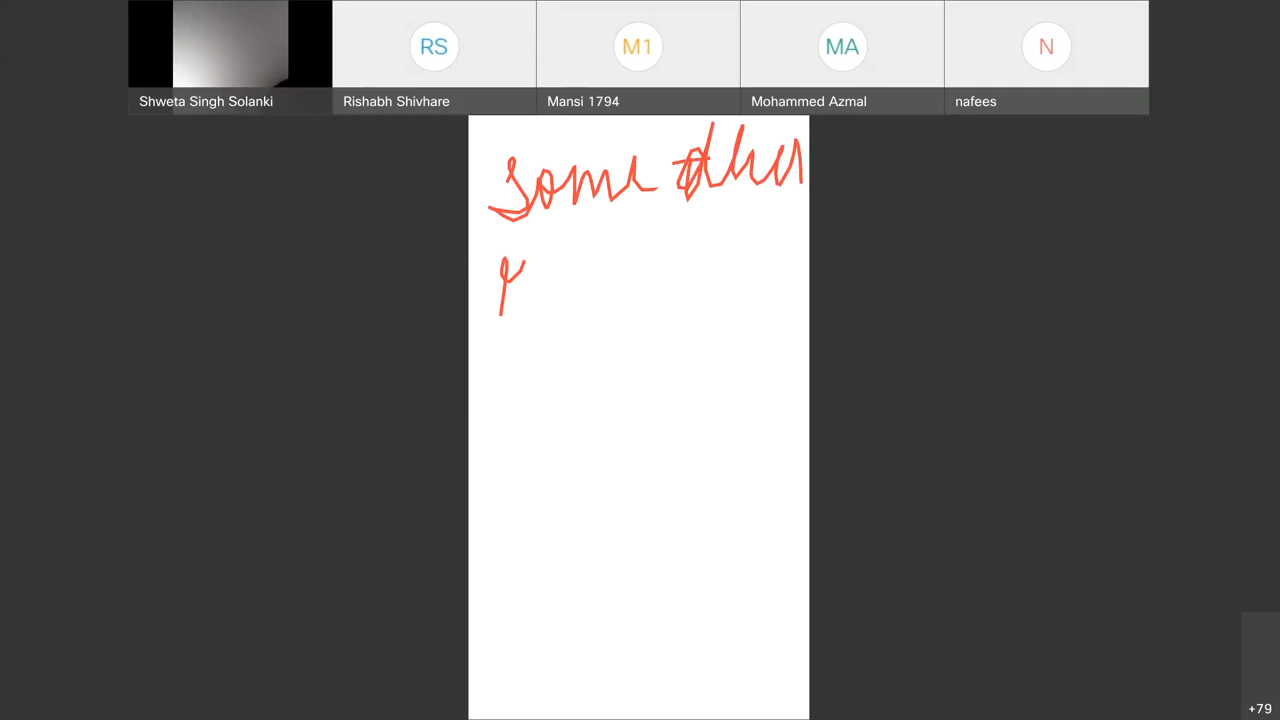 RS
M1
MA
N
Shweta Singh Solanki
Rishabh Shivhare
Mansi 1794
Mohammed Azmal
nafees
Some other
+79